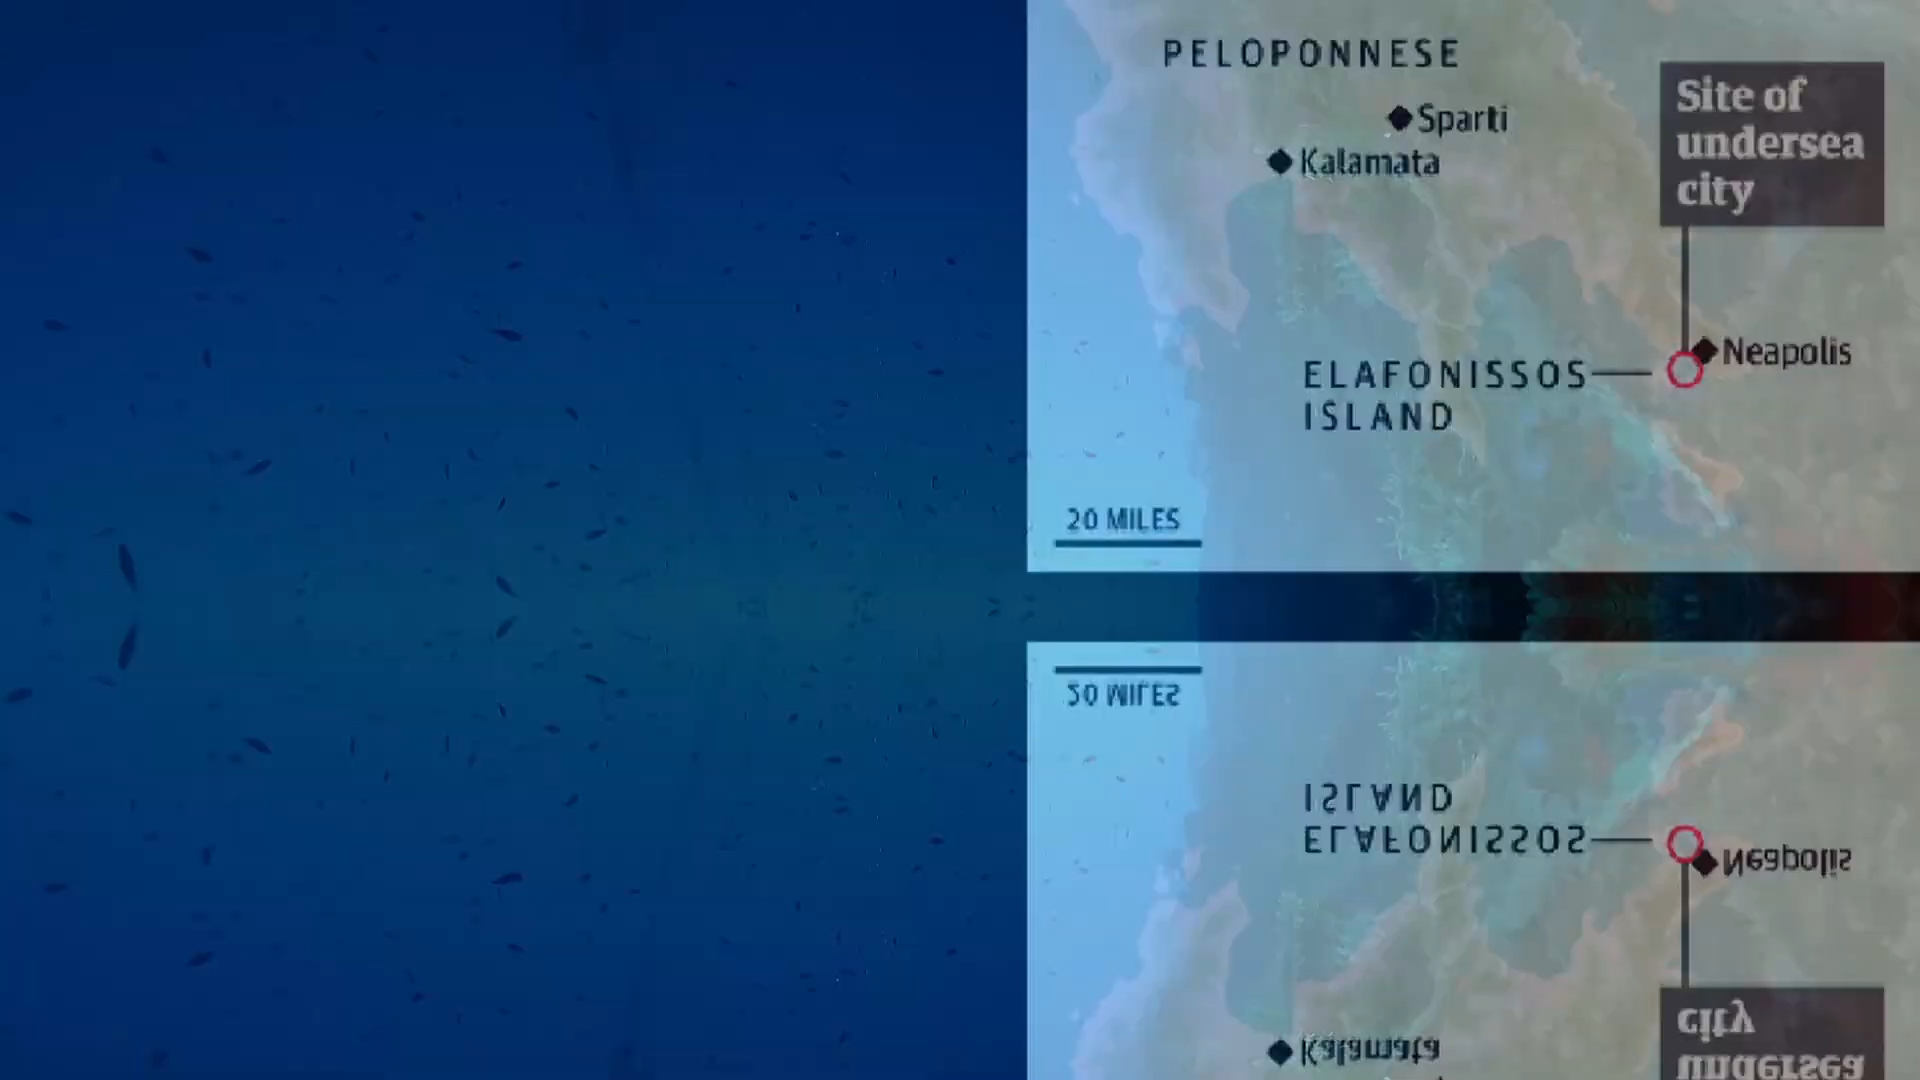 PELOPONNESE
Sparti
Kalamata
Site of
undersea
city
Neapolis
ELAFONISSOS
ISLAND
20 MILES
20 MILES
ISLAND
ELAFONISSOS
Neapolis
city
undersea
Kalamata